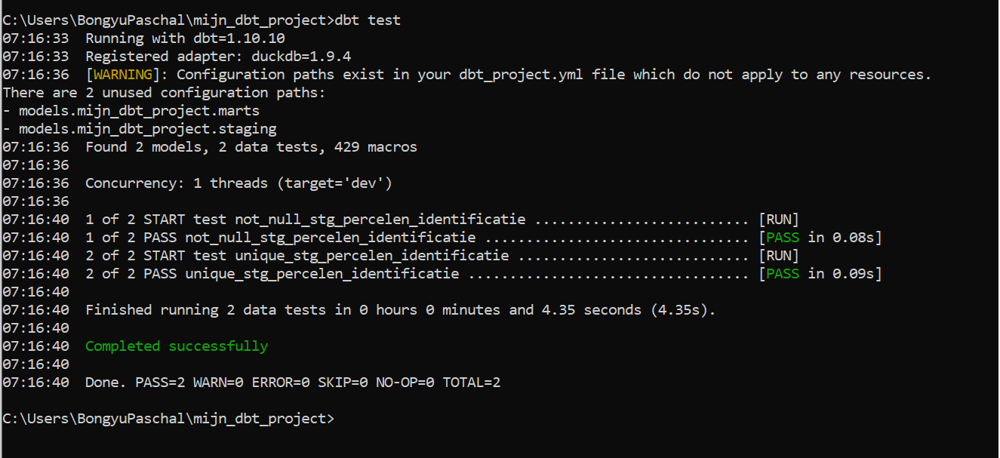 C:\Users\BongyuPaschal\mijn_dbt_project>dbt test
07:16:33  Running with dbt=1.10.10
07:16:33  Registered adapter: duckdb=1.9.4
07:16:36  [WARNING]: Configuration paths exist in your dbt_project.yml file which do not apply to any resources.
There are 2 unused configuration paths:
- models.mijn_dbt_project.marts
- models.mijn_dbt_project.staging
07:16:36  Found 2 models, 2 data tests, 429 macros
07:16:36
07:16:36  Concurrency: 1 threads (target='dev')
07:16:36
07:16:40  1 of 2 START test not_null_stg_percelen_identificatie .......................... [RUN]
07:16:40  1 of 2 PASS not_null_stg_percelen_identificatie ................................ [PASS in 0.08s]
07:16:40  2 of 2 START test unique_stg_percelen_identificatie ............................ [RUN]
07:16:40  2 of 2 PASS unique_stg_percelen_identificatie .................................. [PASS in 0.09s]
07:16:40
07:16:40  Finished running 2 data tests in 0 hours 0 minutes and 4.35 seconds (4.35s).
07:16:40
07:16:40  Completed successfully
07:16:40
07:16:40  Done. PASS=2 WARN=0 ERROR=0 SKIP=0 NO-OP=0 TOTAL=2
C:\Users\BongyuPaschal\mijn_dbt_project>